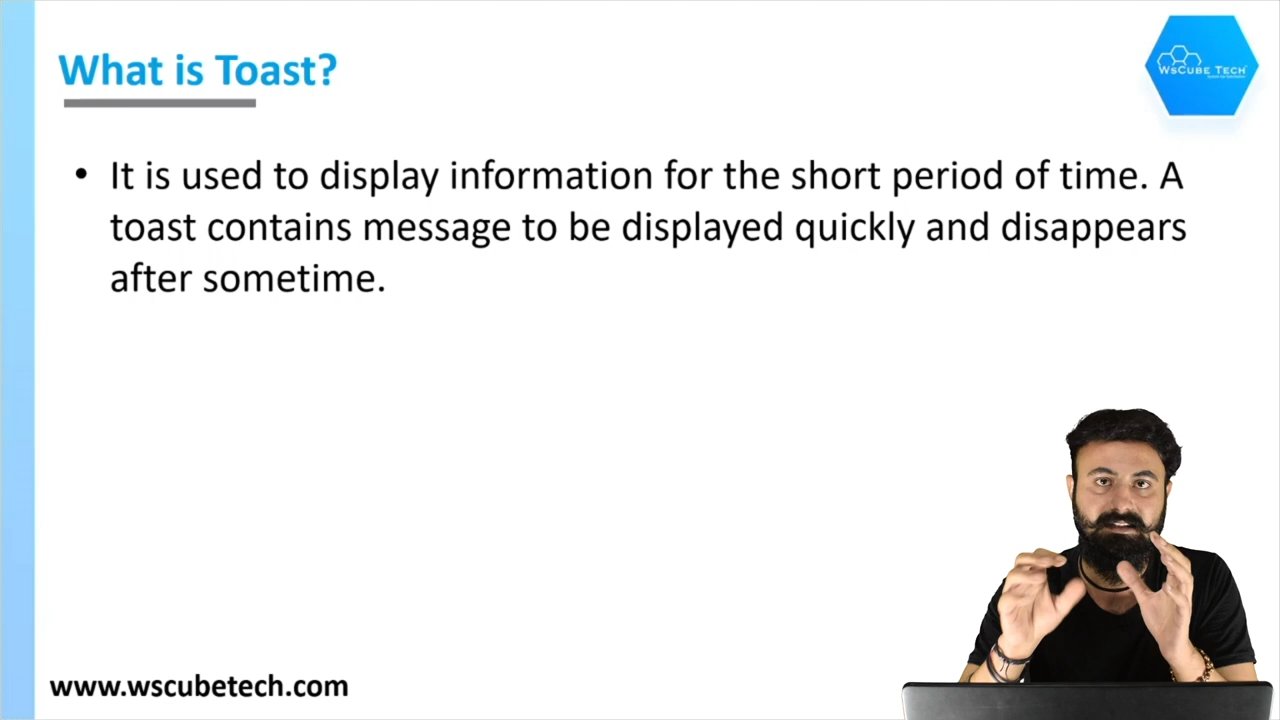 What is Toast?
WsCube Tech
• It is used to display information for the short period of time. A
toast contains message to be displayed quickly and disappears
after sometime.
www.wscubetech.com